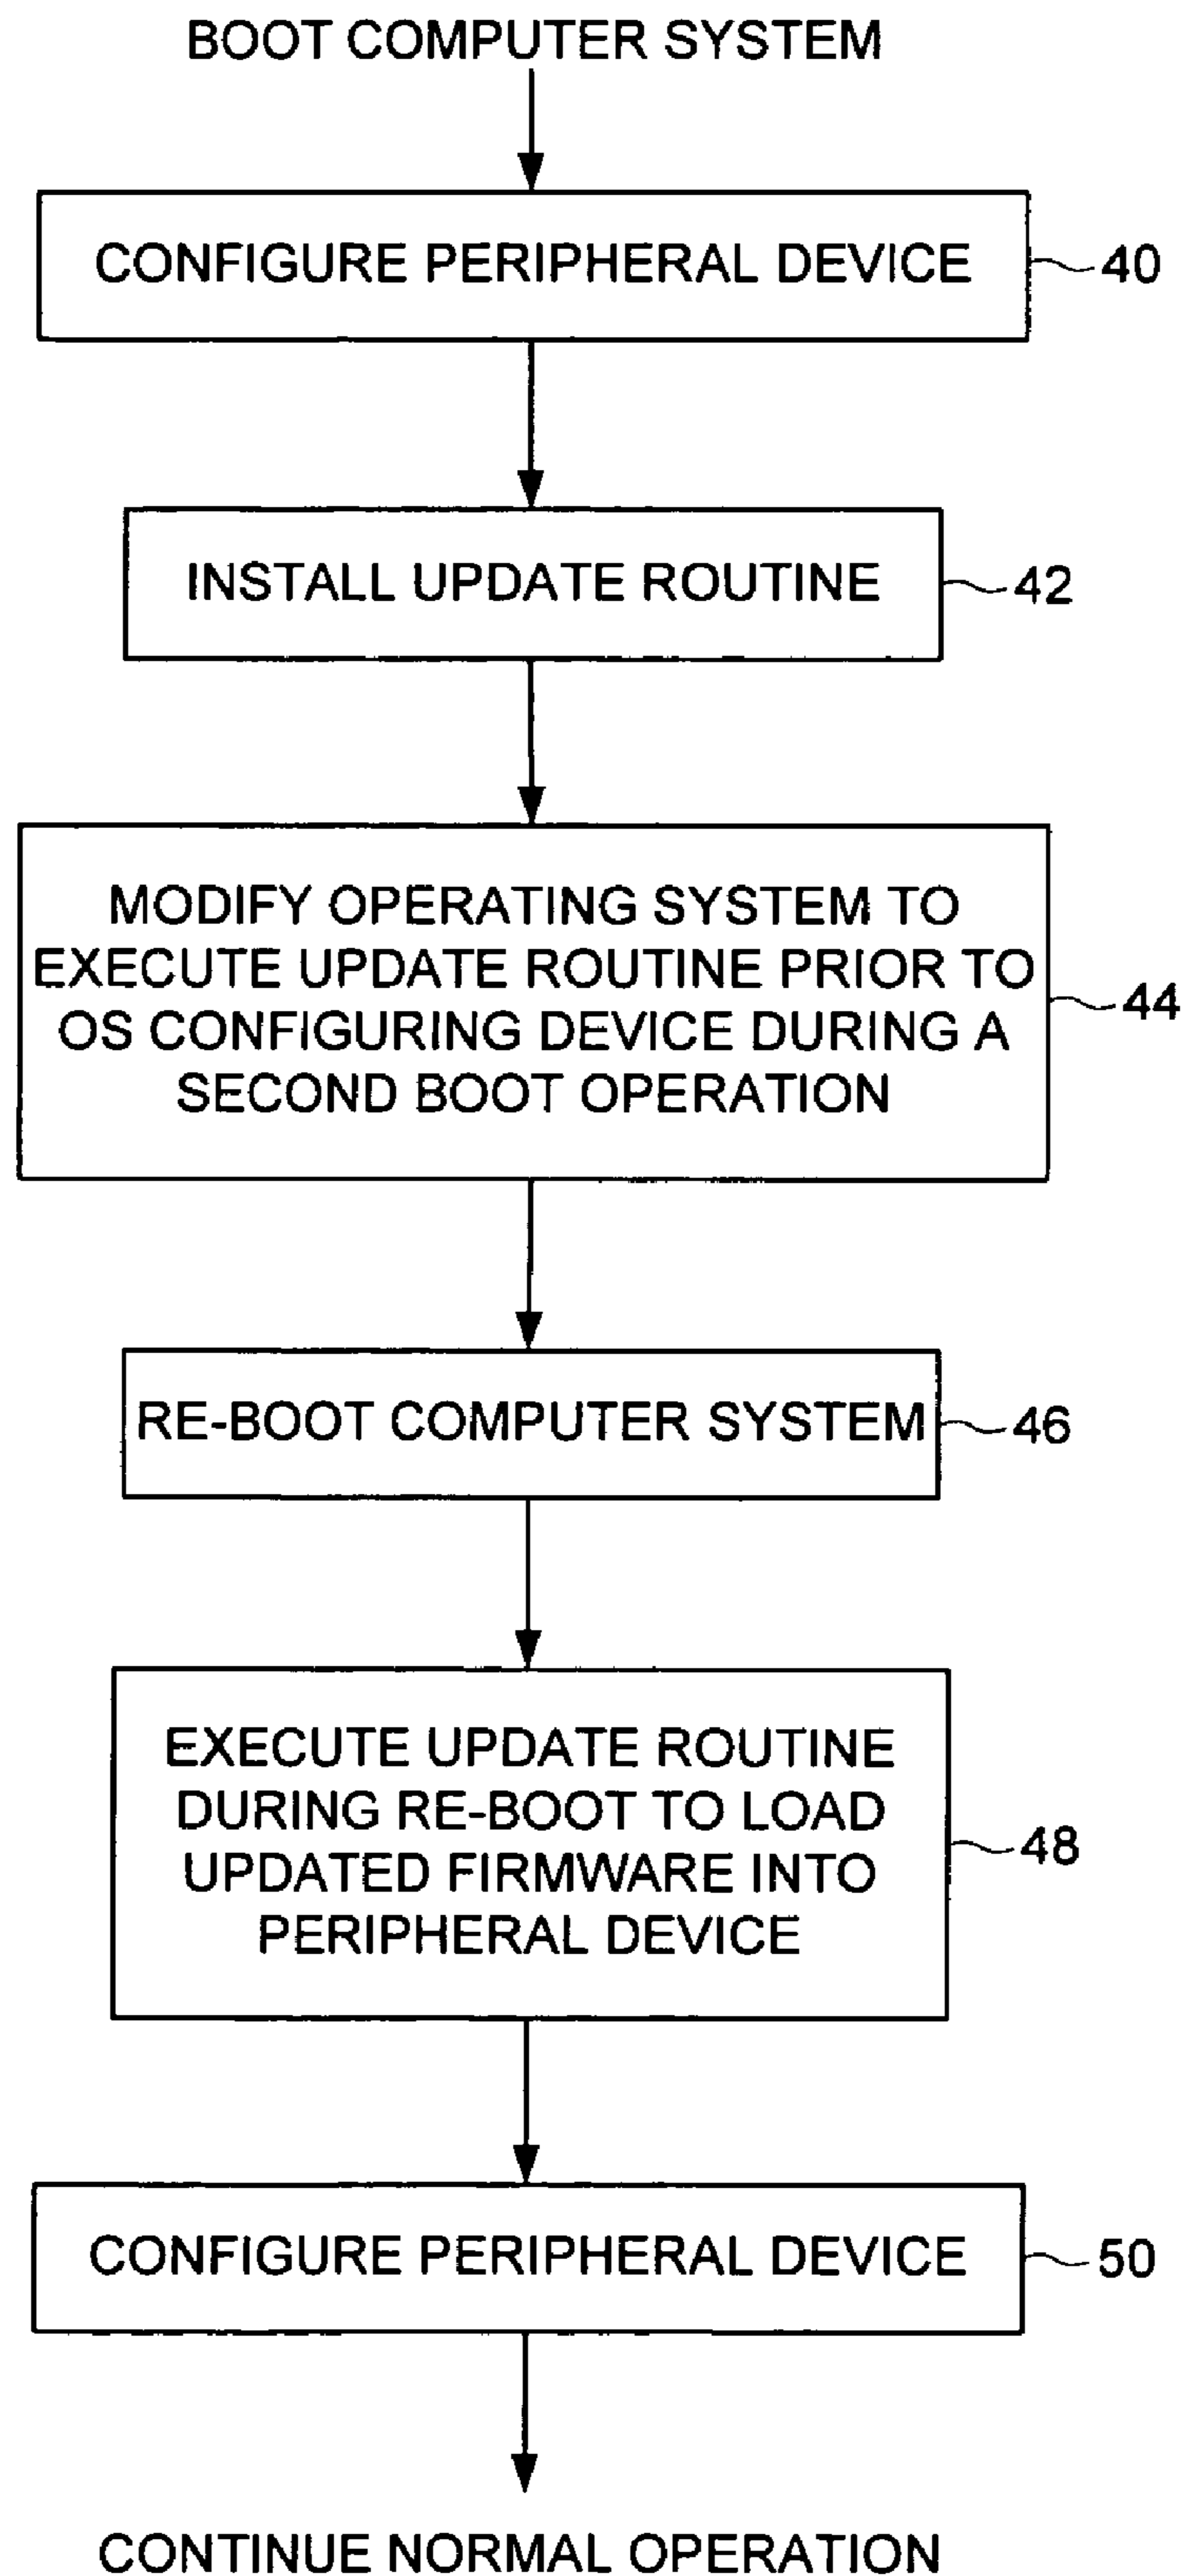 BOOT COMPUTER SYSTEM
CONFIGURE PERIPHERAL DEVICE
40
INSTALL UPDATE ROUTINE
42
MODIFY OPERATING SYSTEM TO
EXECUTE UPDATE ROUTINE PRIOR TO
OS CONFIGURING DEVICE DURING A
SECOND BOOT OPERATION
44
RE-BOOT COMPUTER SYSTEM
46
EXECUTE UPDATE ROUTINE
DURING RE-BOOT TO LOAD
UPDATED FIRMWARE INTO
PERIPHERAL DEVICE
48
CONFIGURE PERIPHERAL DEVICE
50
CONTINUE NORMAL OPERATION